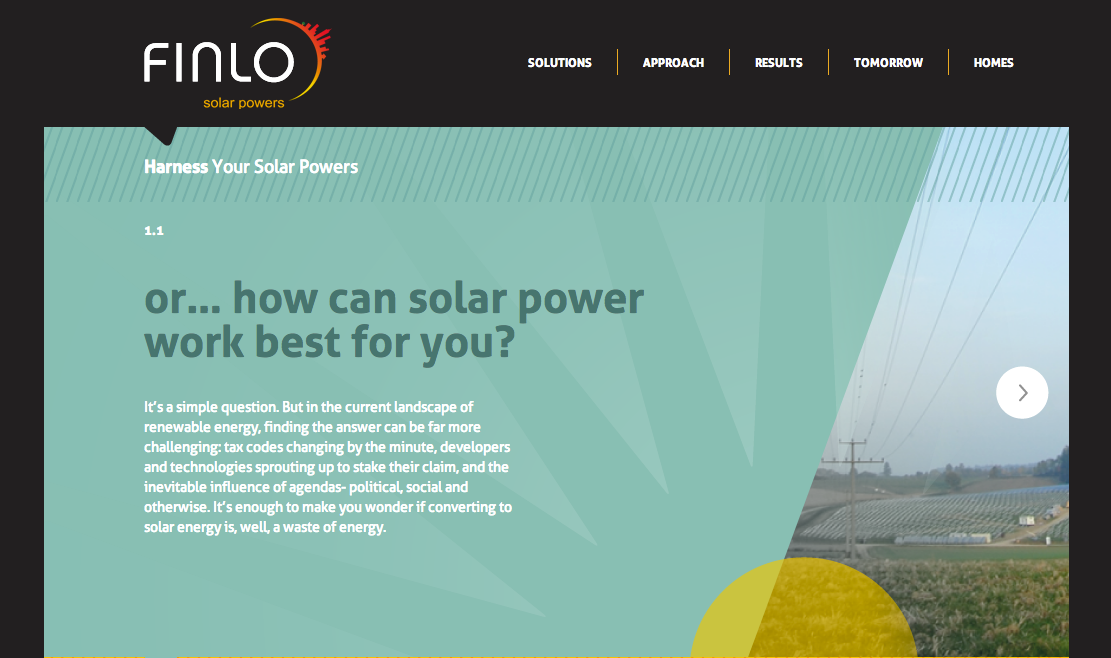 FINLO
solar powers
SOLUTIONS
APPROACH
RESULTS
TOMORROW
HOMES
Harness Your Solar Powers
1.1
or... how can solar power
work best for you?
It's a simple question. But in the current landscape of
renewable energy, finding the answer can be far more
challenging: tax codes changing by the minute, developers
and technologies sprouting up to stake their claim, and the
inevitable influence of agendas- political, social and
otherwise. It's enough to make you wonder if converting to
solar energy is, well, a waste of energy.